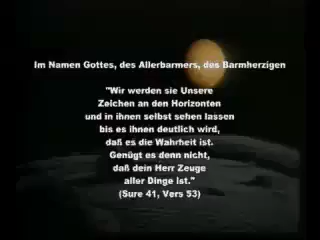 Im Namen Gottes, des Allerbarmers, des Barmherzigen
"Wir werden sie Unsere
Zeichen an den Horizonten
und in ihnen selbst sehen lassen
bis es ihnen deutlich wird,
daß es die Wahrheit ist.
Genügt es denn nicht,
daß dein Herr Zeuge
aller Dinge ist."
(Sure 41, Vers 53)